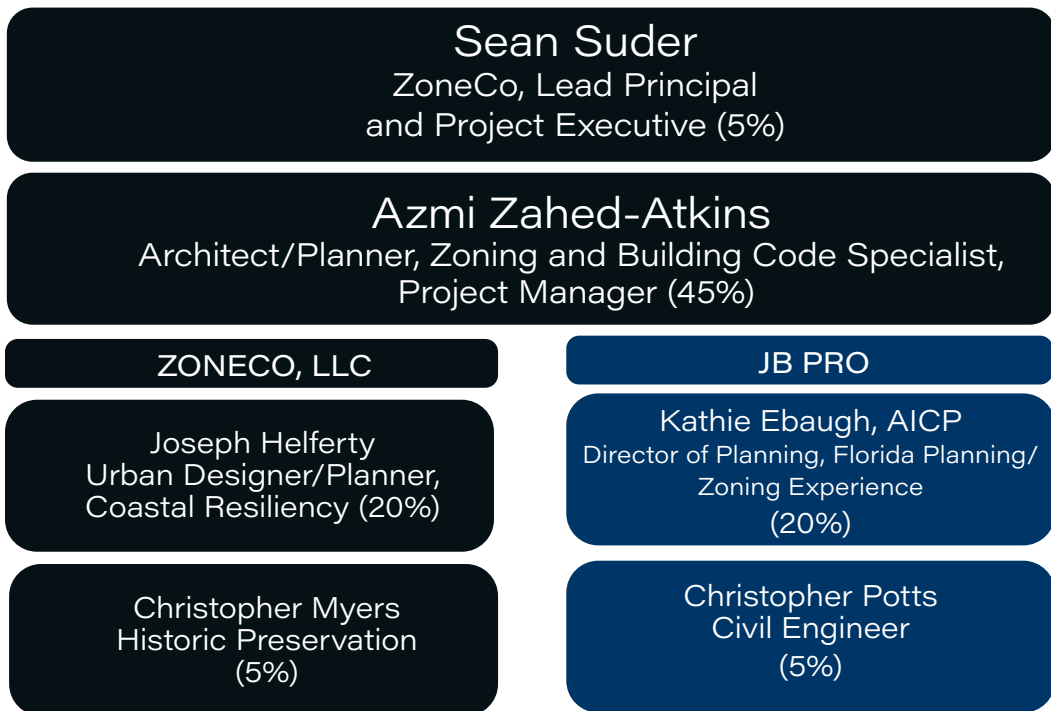 Sean Suder
ZoneCo, Lead Principal
and Project Executive (5%)
Azmi Zahed-Atkins
Architect/Planner, Zoning and Building Code Specialist,
Project Manager (45%)
ZONECO, LLC
Joseph Helferty
Urban Designer/Planner,
Coastal Resiliency (20%)
Christopher Myers
Historic Preservation
(5%)
JB PRO
Kathie Ebaugh, AICP
Director of Planning, Florida Planning/
Zoning Experience
(20%)
Christopher Potts
Civil Engineer
(5%)